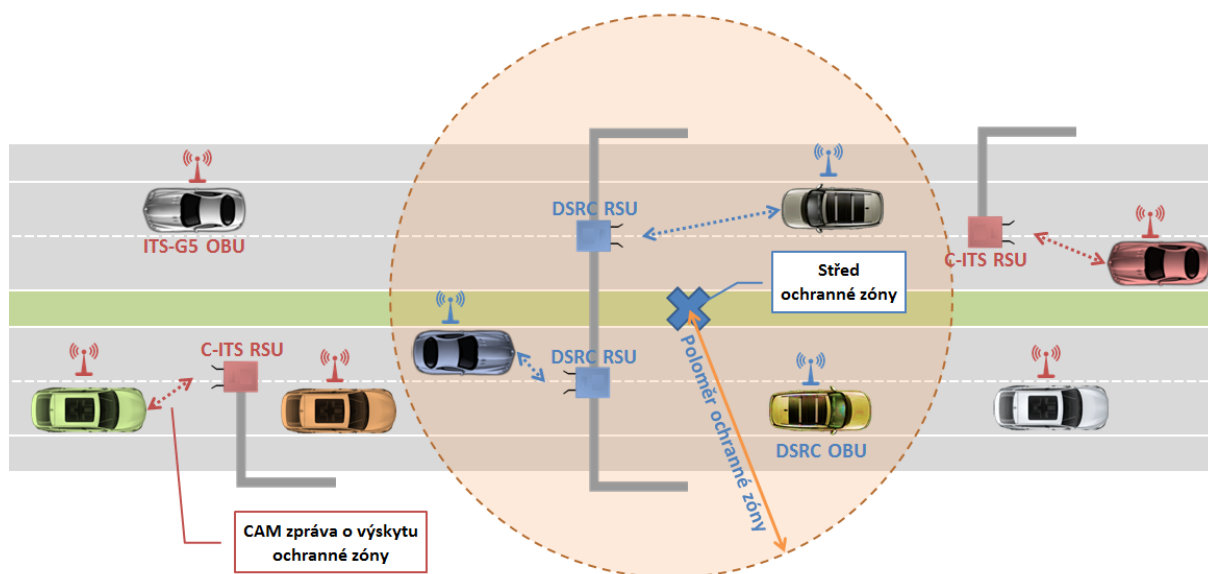 DSRC RSU
ITS-G5 OBU
C-ITS RSU
Střed
ochranné zóny
C-ITS RSU
DSRC RSU
Poloměr ochranné zóny
DSRC OBU
CAM zpráva o výskytu
ochranné zóny